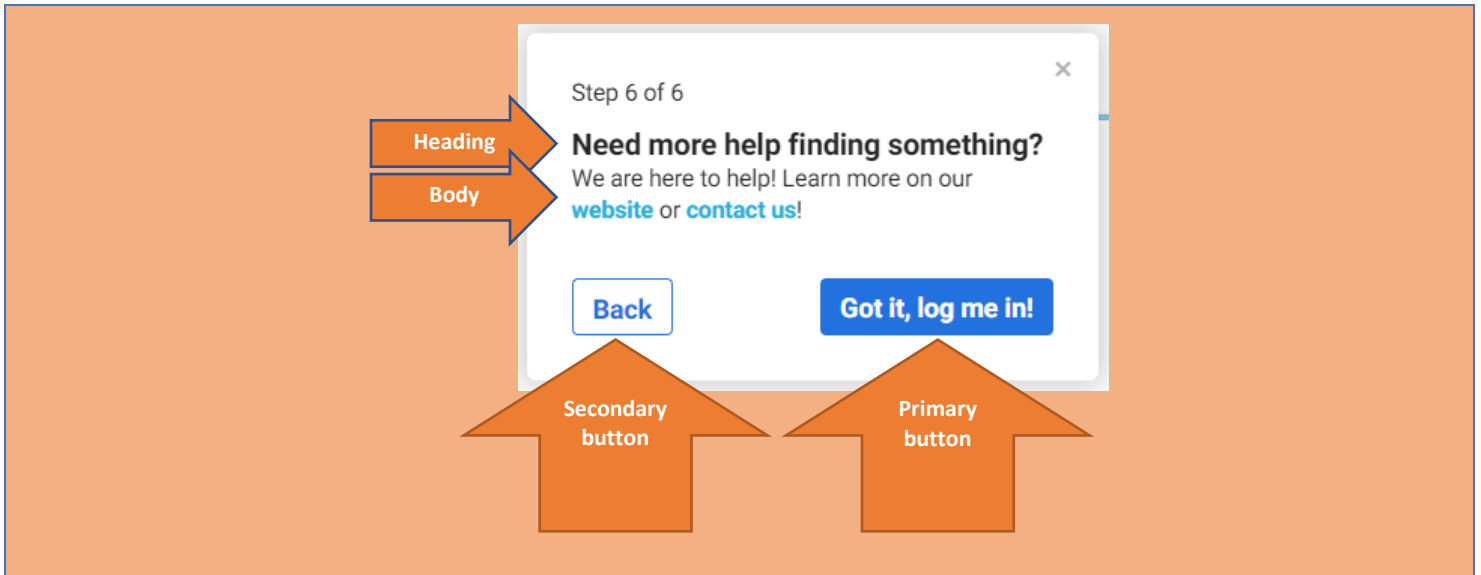 ×
Step 6 of 6
Heading
Need more help finding something?
Body
We are here to help! Learn more on our
website or contact us!
Back
Got it, log me in!
Secondary
button
Primary
button